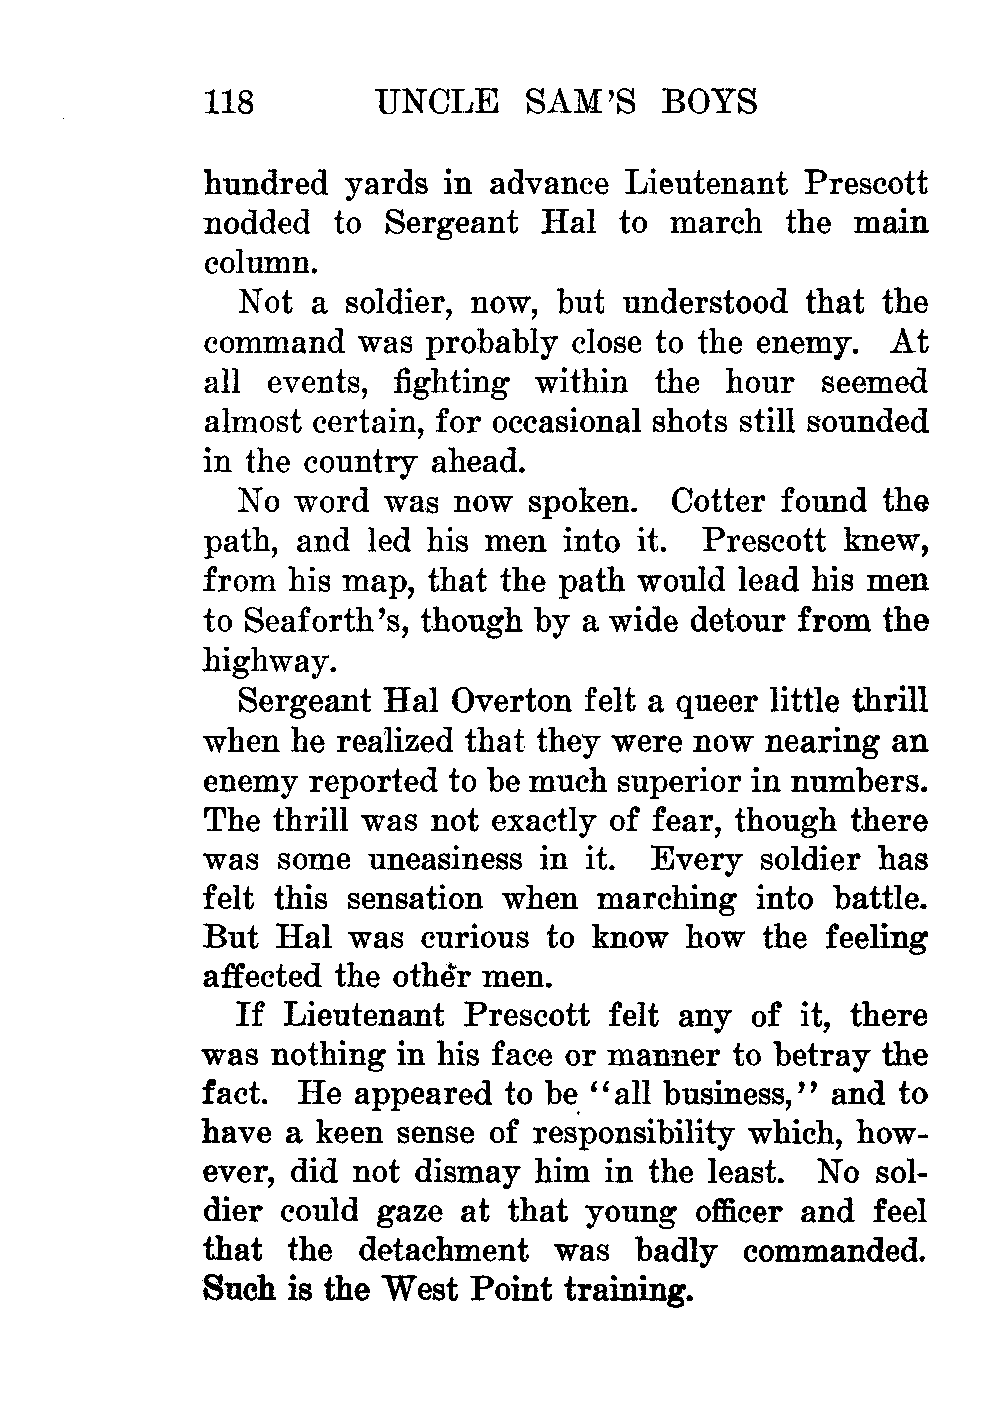 118 UNCLE SAM'S BOYS
hundred yards in advance Lieutenant Prescott
nodded to Sergeant Hal to march the main
column.
Not a soldier, now, but understood that the
command was probably close to the enemy. At
all events, fighting within the hour seemed
almost certain, for occasional shots still sounded
in the country ahead.
No word was now spoken. Cotter found the
path, and led his men into it. Prescott knew,
from his map, that the path would lead his men
to Seaforth's, though by a wide detour from the
highway.
Sergeant Hal Overton felt a queer little thrill
when he realized that they were now nearing an
enemy reported to be much superior in numbers.
The thrill was not exactly of fear, though there
was some uneasiness in it. Every soldier has
felt this sensation when marching into battle.
But Hal was curious to know how the feeling
affected the other men.
If Lieutenant Prescott felt any of it, there
was nothing in his face or manner to betray the
fact. He appeared to be "all business," and to
have a keen sense of responsibility which, how-
ever, did not dismay him in the least. No sol-
dier could gaze at that young officer and feel
that the detachment was badly commanded.
Such is the West Point training.